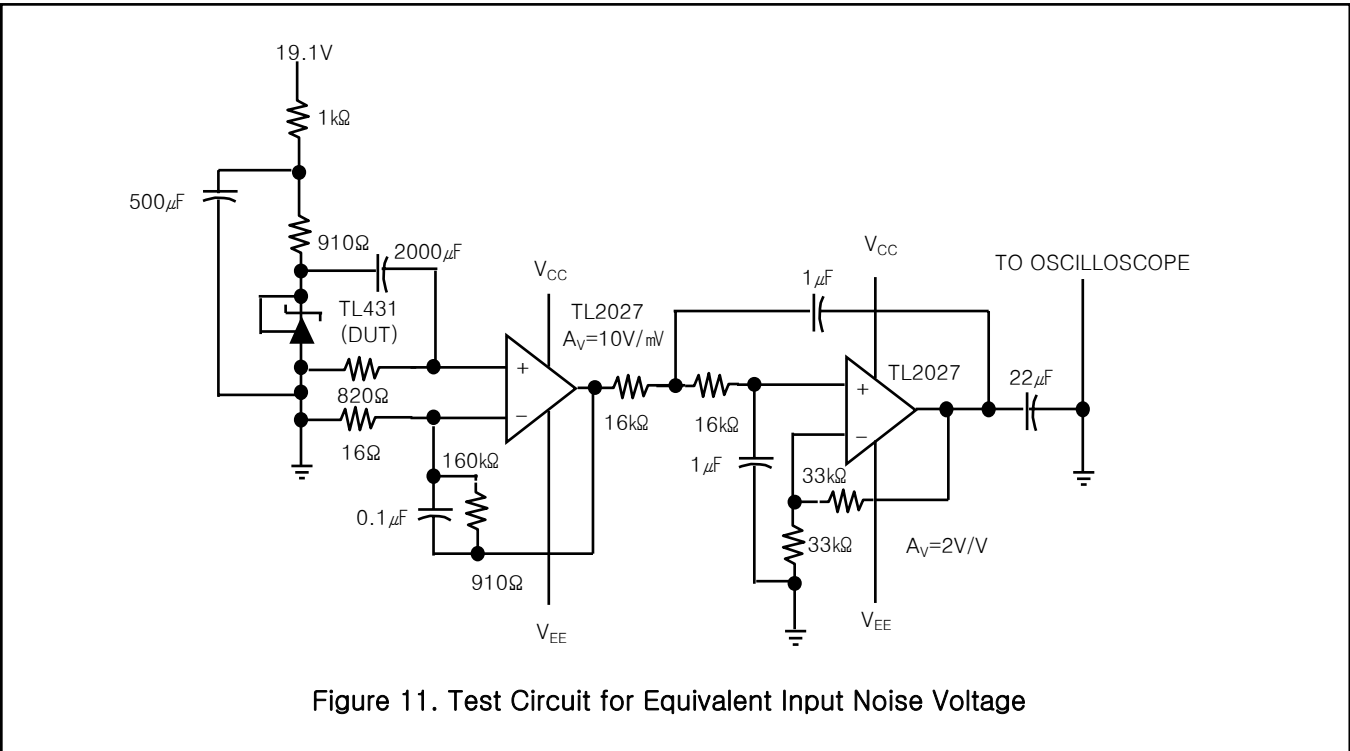 19.1V
1kΩ
500μF
910Ω
2000μF
TL431
(DUT)
820Ω
16Ω
160kΩ
0.1μF
910Ω
VCC
TL2027
AV=10V/mV
+
−
VEE
16kΩ
16kΩ
1μF
1μF
VCC
TL2027
+
−
33kΩ
33kΩ
AV=2V/V
VEE
22μF
TO OSCILLOSCOPE
Figure 11. Test Circuit for Equivalent Input Noise Voltage